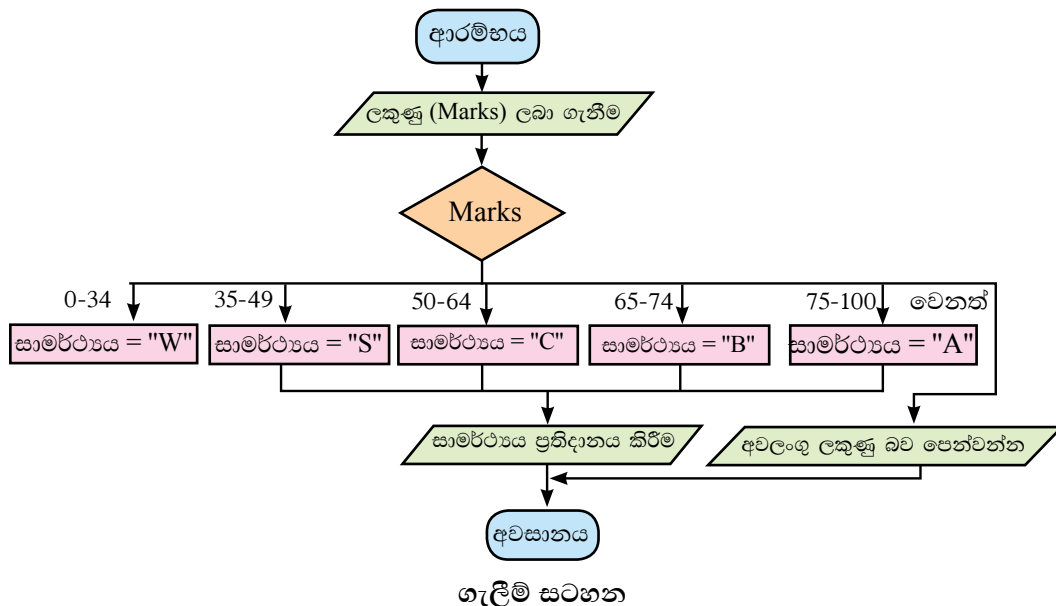 ආරම්භය
ලකුණු (Marks) ලබා ගැනීම
Marks
0-34 35-49 50-64 65-74 75-100 වෙනත්
සාමර්ථ්‍යය = "W" සාමර්ථ්‍යය = "S" සාමර්ථ්‍යය = "C" සාමර්ථ්‍යය = "B" සාමර්ථ්‍යය = "A"
සාමර්ථ්‍යය ප්‍රතිදානය කිරීම අවලංගු ලකුණු බව පෙන්වන්න
අවසානය
ගැලීම් සටහන